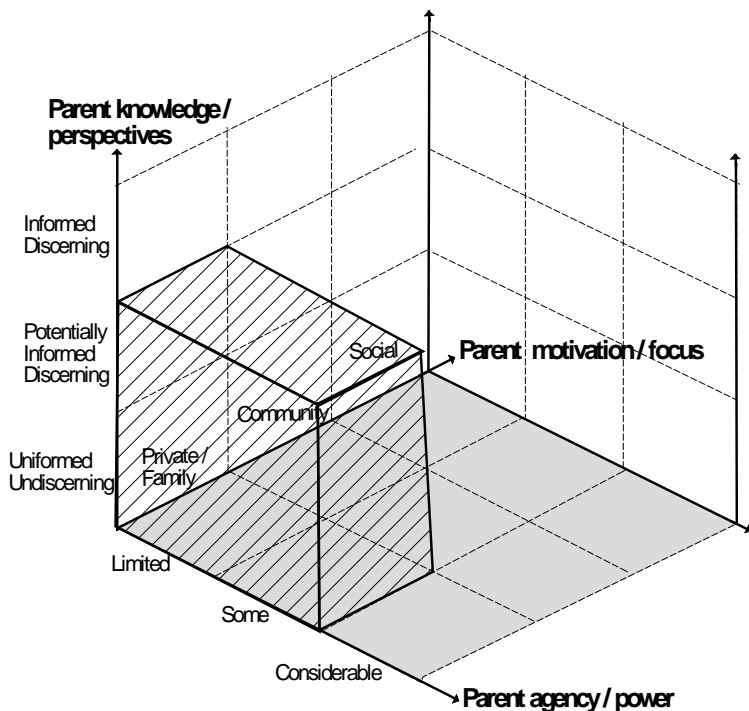 Parent knowledge /
perspectives
Informed
Discerning
Potentially
Informed
Discerning
Social
Parent motivation / focus
Community
Uniformed
Undiscerning
Private /
Family
Limited
Some
Considerable
Parent agency / power